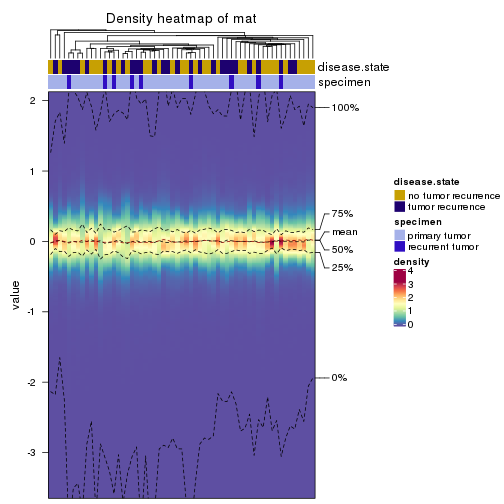 Density heatmap of mat
disease.state
specimen
2
1
0
-1
-2
-3
value
100%
75%
mean
50%
25%
0%
disease.state
no tumor recurrence
tumor recurrence
specimen
primary tumor
recurrent tumor
density
4
3
2
1
0